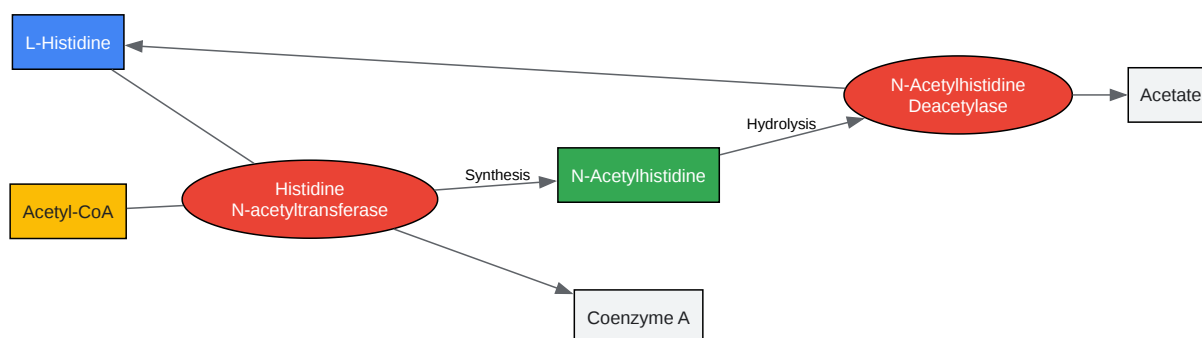 L-Histidine
N-Acetylhistidine
Deacetylase
Acetate
Hydrolysis
Synthesis
N-Acetylhistidine
Histidine
N-acetyltransferase
Acetyl-CoA
Coenzyme A